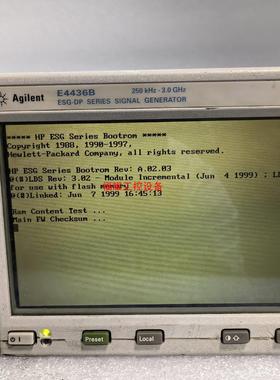 Agilent
E4436B
250 kHz - 3.0 GHz
ESG-DP SERIES SIGNAL GENERATOR
***** HP ESG Series Bootrom *****
Copyright 1988, 1990-1997,
Hewlett-Packard Company, all rights reserved.
HP ESG Series Bootrom Rev: A.02.03
@(#)LBS Rev: 3.02 - Module Incremental (Jun 4 1999) ; LB
for use with flash memory
@(#)Linked: Jun 7 1999 16:45:13
Ram Content Test ...
Main FW Checksum ...
Preset
Local